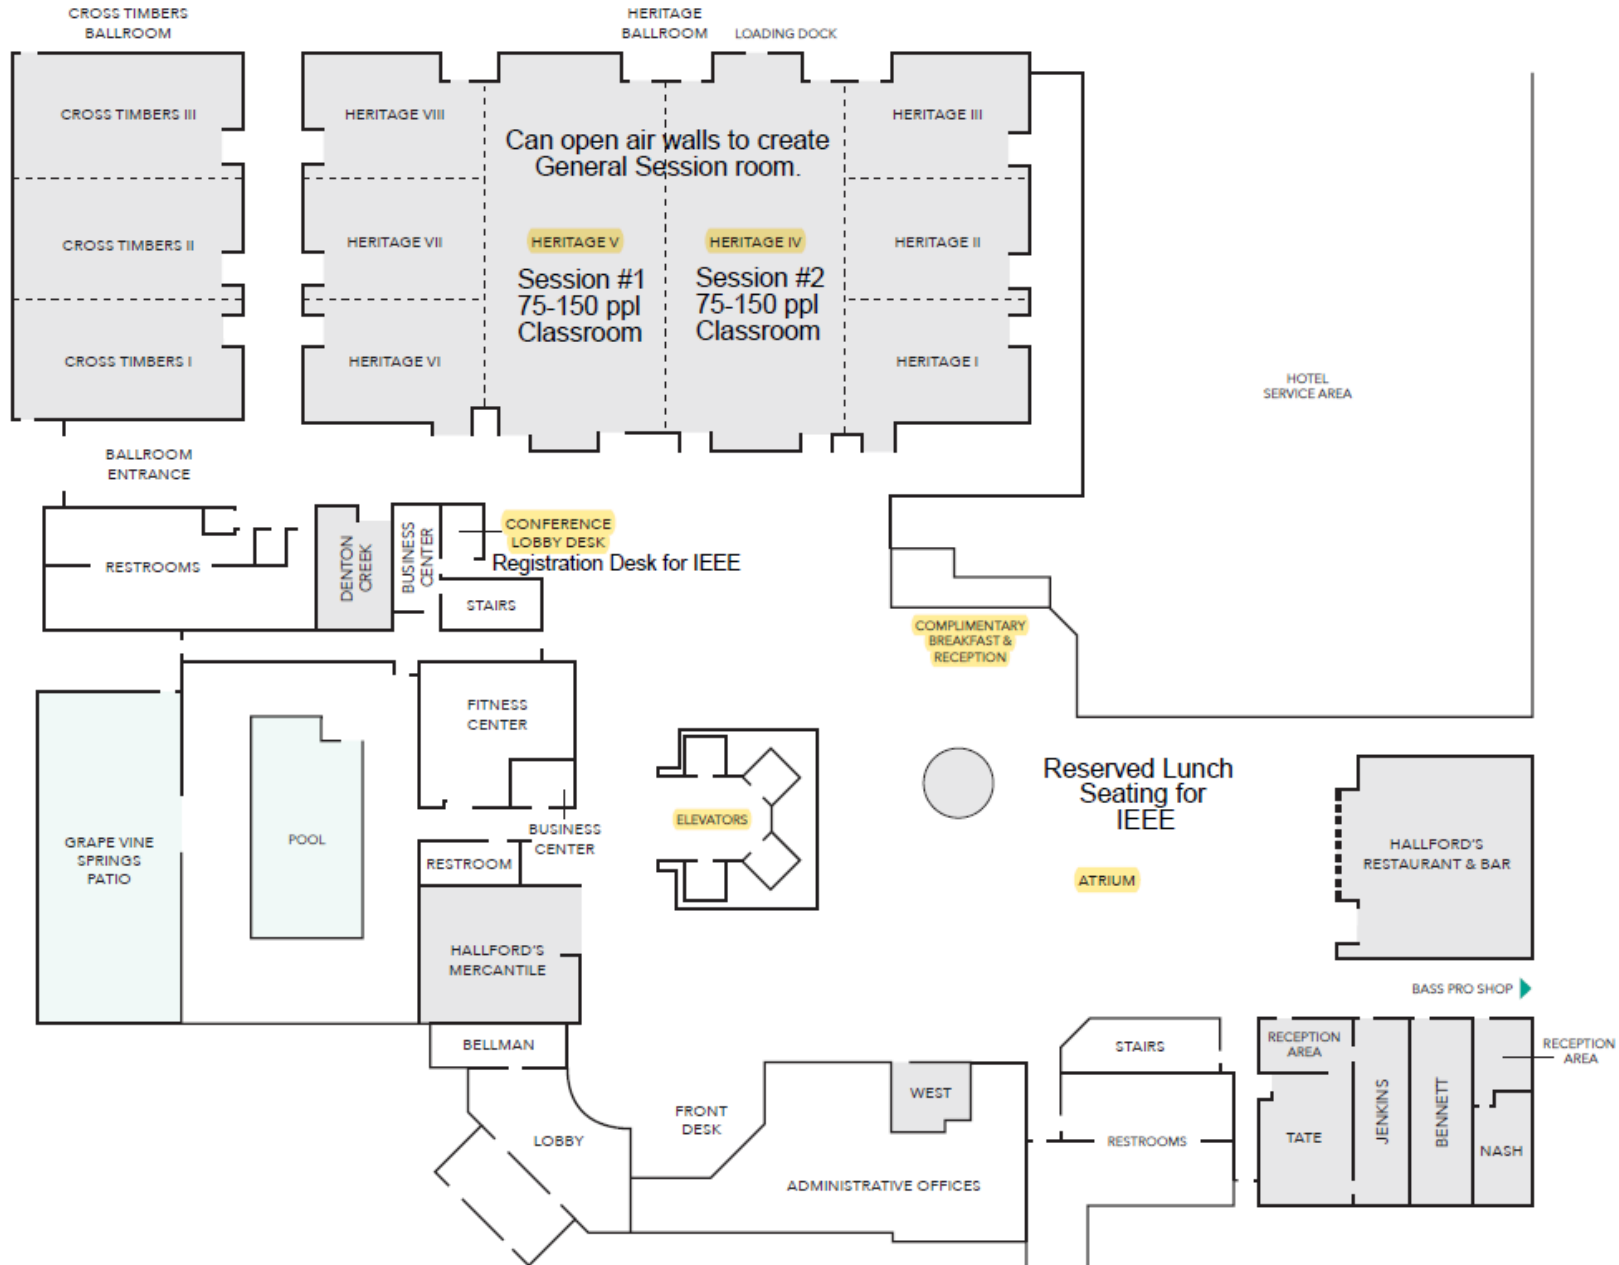 CROSS TIMBERS
BALLROOM
HERITAGE
BALLROOM
LOADING DOCK
CROSS TIMBERS III
HERITAGE VIII
HERITAGE III
Can open air walls to create
General Session room.
CROSS TIMBERS II
HERITAGE VII
HERITAGE V
HERITAGE IV
HERITAGE II
Session #1
75-150 ppl
Classroom
Session #2
75-150 ppl
Classroom
CROSS TIMBERS I
HERITAGE VI
HERITAGE I
HOTEL
SERVICE AREA
BALLROOM
ENTRANCE
RESTROOMS
DENTON
CREEK
BUSINESS
CENTER
CONFERENCE
LOBBY DESK
Registration Desk for IEEE
STAIRS
COMPLIMENTARY
BREAKFAST &
RECEPTION
FITNESS
CENTER
GRAPE VINE
SPRINGS
PATIO
POOL
BUSINESS
CENTER
RESTROOM
ELEVATORS
Reserved Lunch
Seating for
IEEE
ATRIUM
HALLFORD'S
RESTAURANT & BAR
HALLFORD'S
MERCANTILE
BASS PRO SHOP
BELLMAN
LOBBY
FRONT
DESK
WEST
ADMINISTRATIVE OFFICES
STAIRS
RESTROOMS
RECEPTION
AREA
TATE
JENKINS
BENNETT
NASH
RECEPTION
AREA